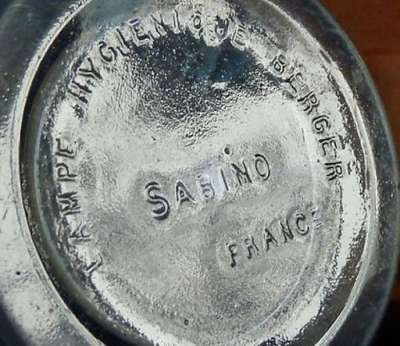 LAMPE HYGIENIQUE BERGER
SABINO
FRANCE